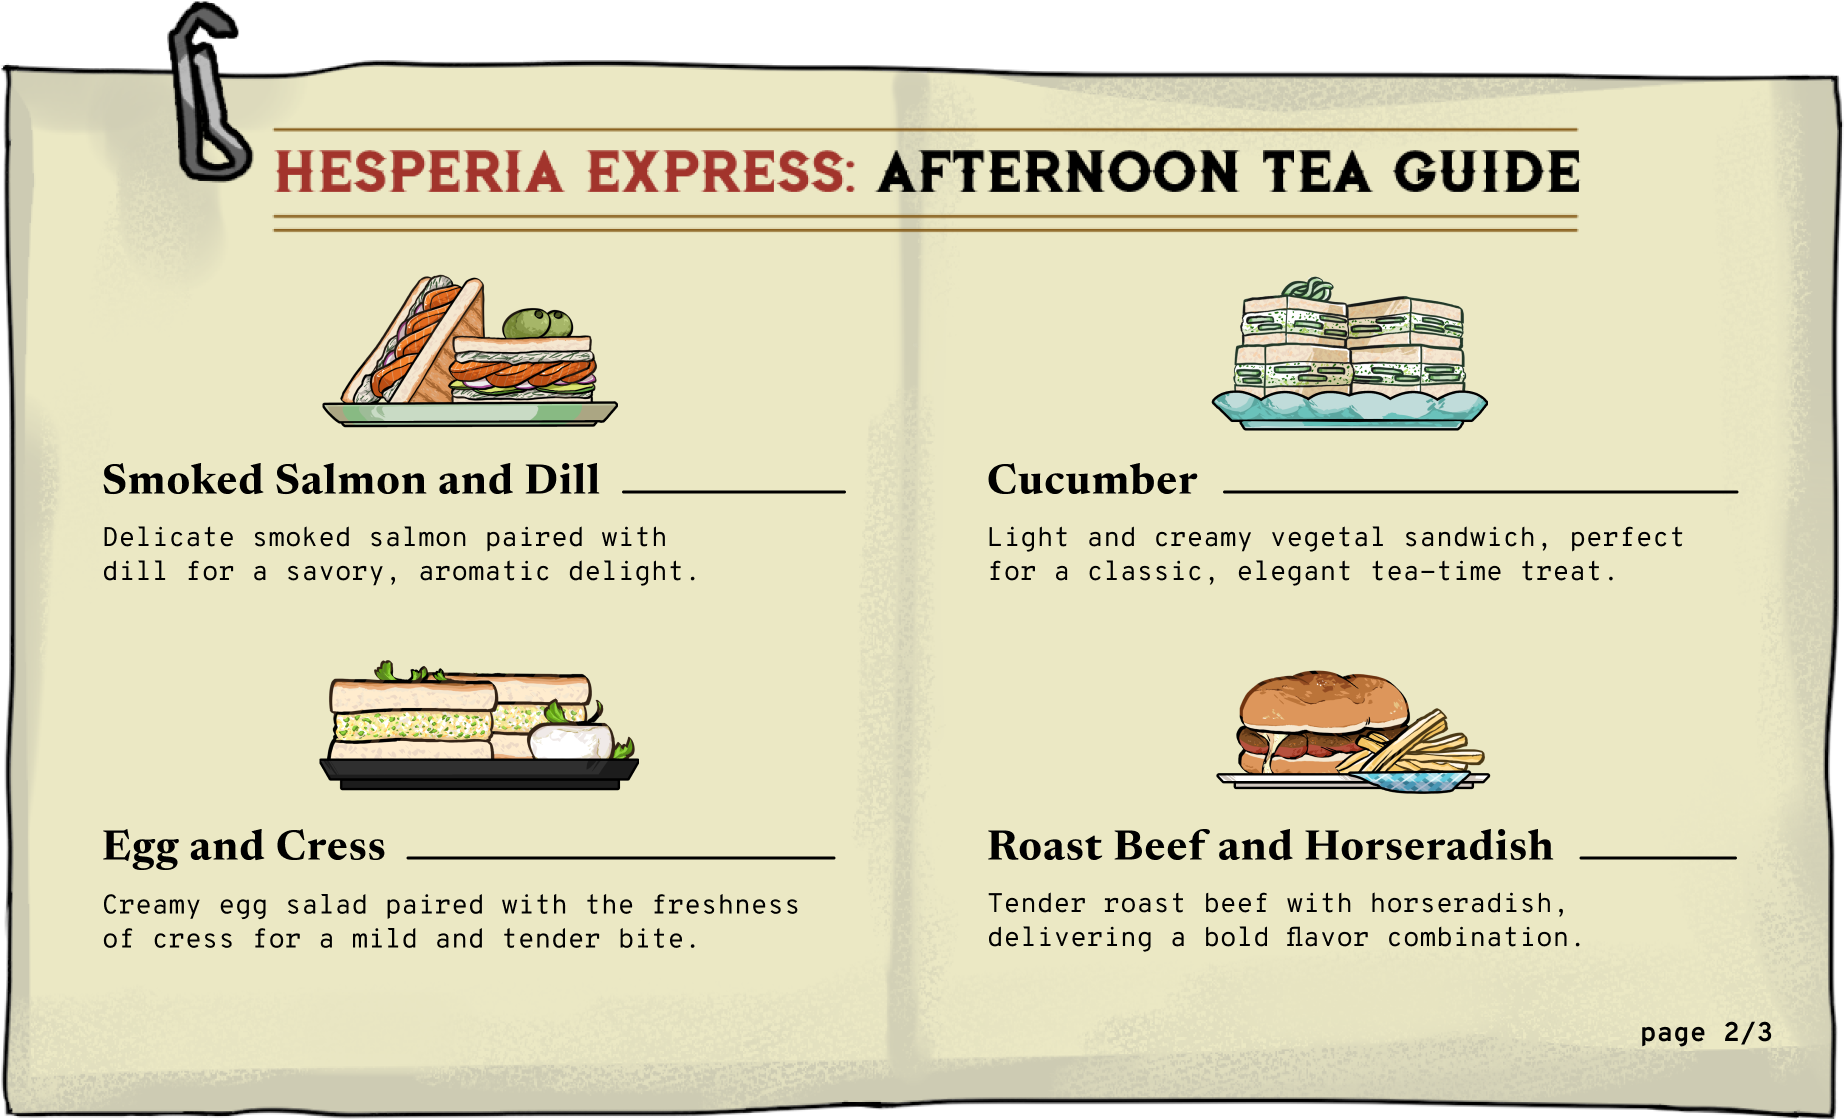 HESPERIA EXPRESS: AFTERNOON TEA GUIDE
Smoked Salmon and Dill
Delicate smoked salmon paired with
dill for a savory, aromatic delight.
Egg and Cress
Creamy egg salad paired with the freshness
of cress for a mild and tender bite.
Cucumber
Light and creamy vegetal sandwich, perfect
for a classic, elegant tea-time treat.
Roast Beef and Horseradish
Tender roast beef with horseradish,
delivering a bold flavor combination.
page 2/3